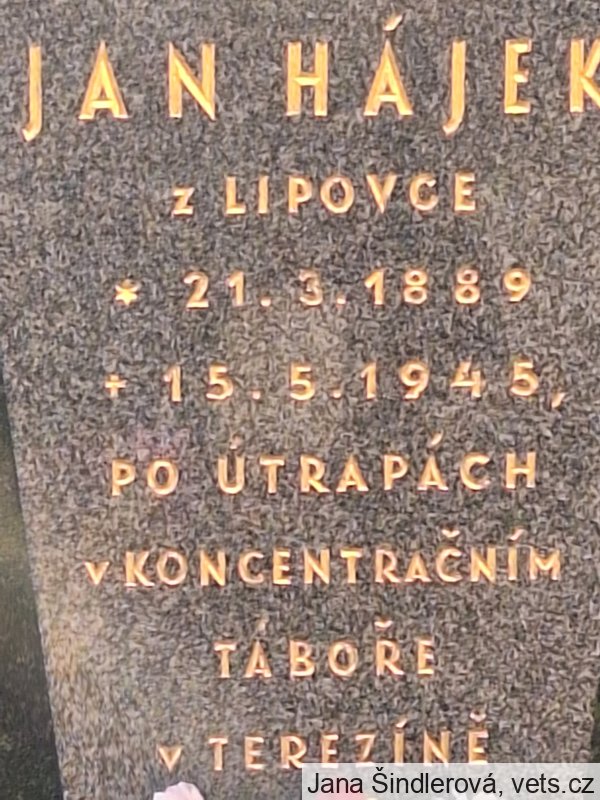 JAN HÁJEK
z LIPOVCE
* 21.3.1889
+ 15.5.1945,
PO ÚTRAPÁCH
v KONCENTRAČNÍM
TÁBOŘE
v TEREZÍNĚ
Jana Šindlerová, vets.cz